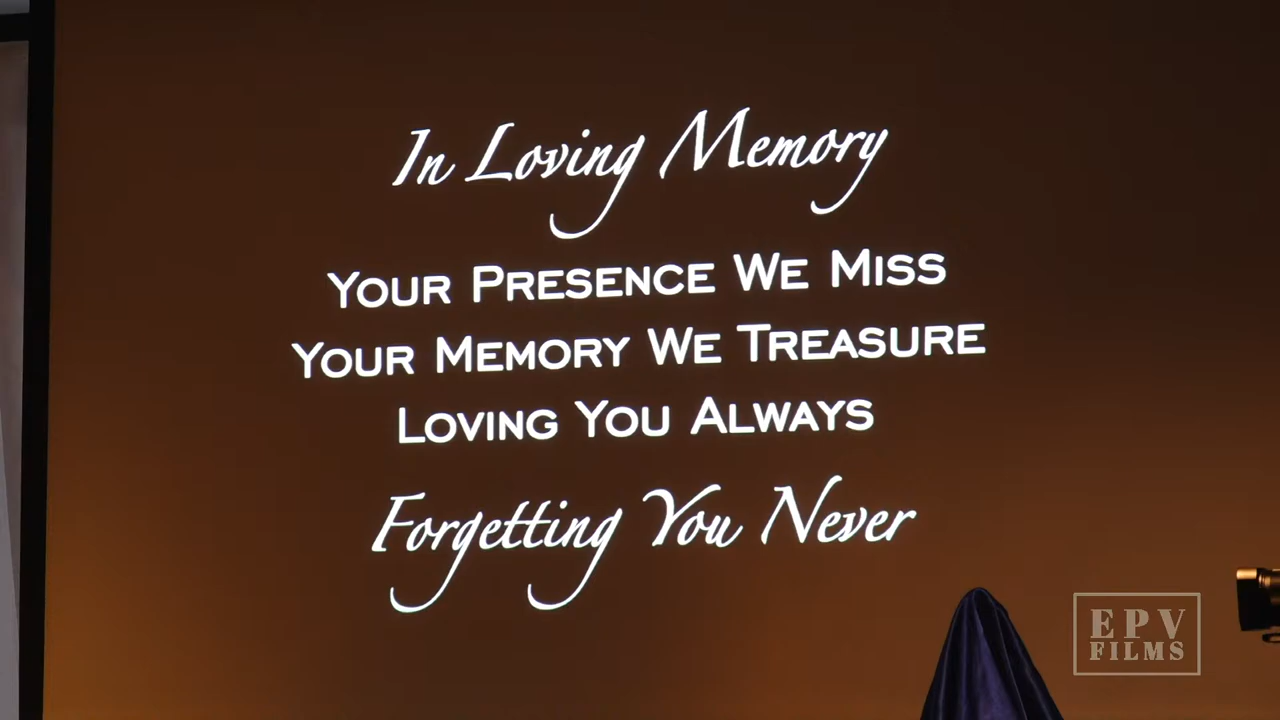 In Loving Memory
Your Presence We Miss
Your Memory We Treasure
Loving You Always
Forgetting You Never
EPV
FILMS